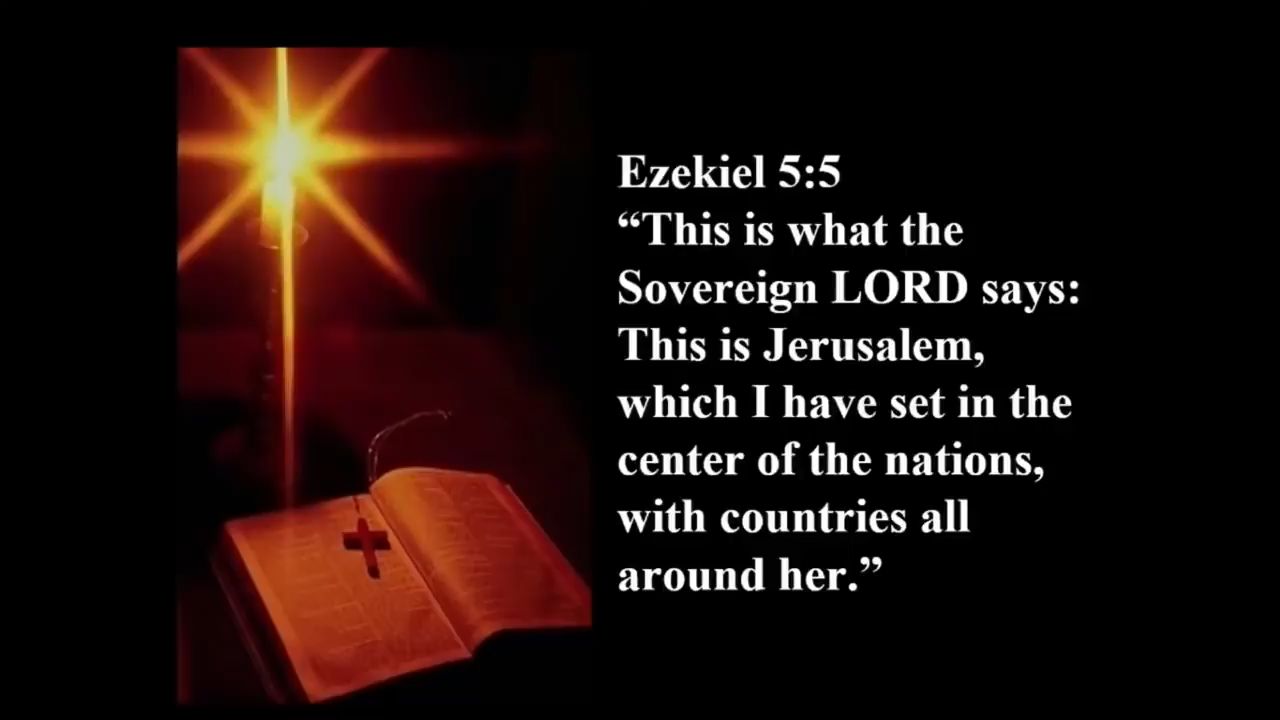 Ezekiel 5:5
“This is what the
Sovereign LORD says:
This is Jerusalem,
which I have set in the
center of the nations,
with countries all
around her.”